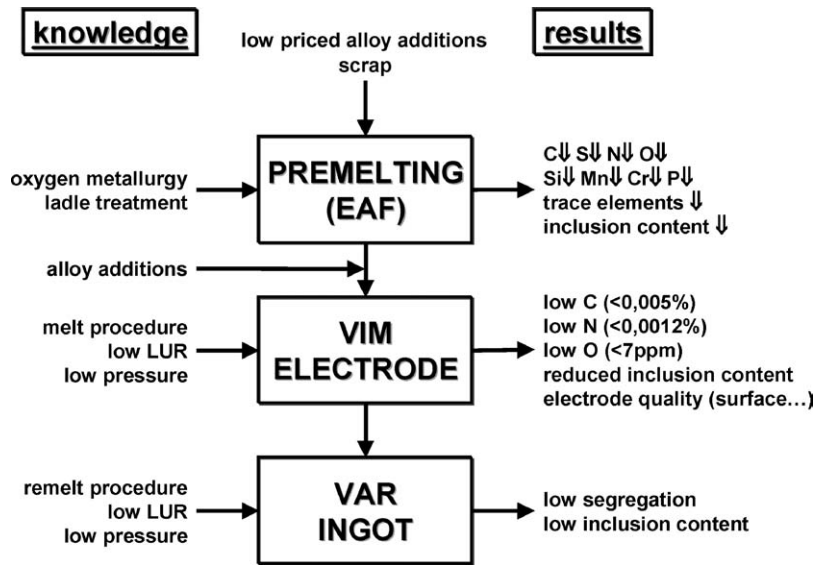 knowledge
low priced alloy additions
scrap
results
oxygen metallurgy
ladle treatment
PREMELTING
(EAF)
C⇓ S⇓ N⇓ O⇓
Si⇓ Mn⇓ Cr⇓ P⇓
trace elements ⇓
inclusion content ⇓
alloy additions
melt procedure
low LUR
low pressure
VIM
ELECTRODE
low C (<0,005%)
low N (<0,0012%)
low O (<7ppm)
reduced inclusion content
electrode quality (surface…)
remelt procedure
low LUR
low pressure
VAR
INGOT
low segregation
low inclusion content